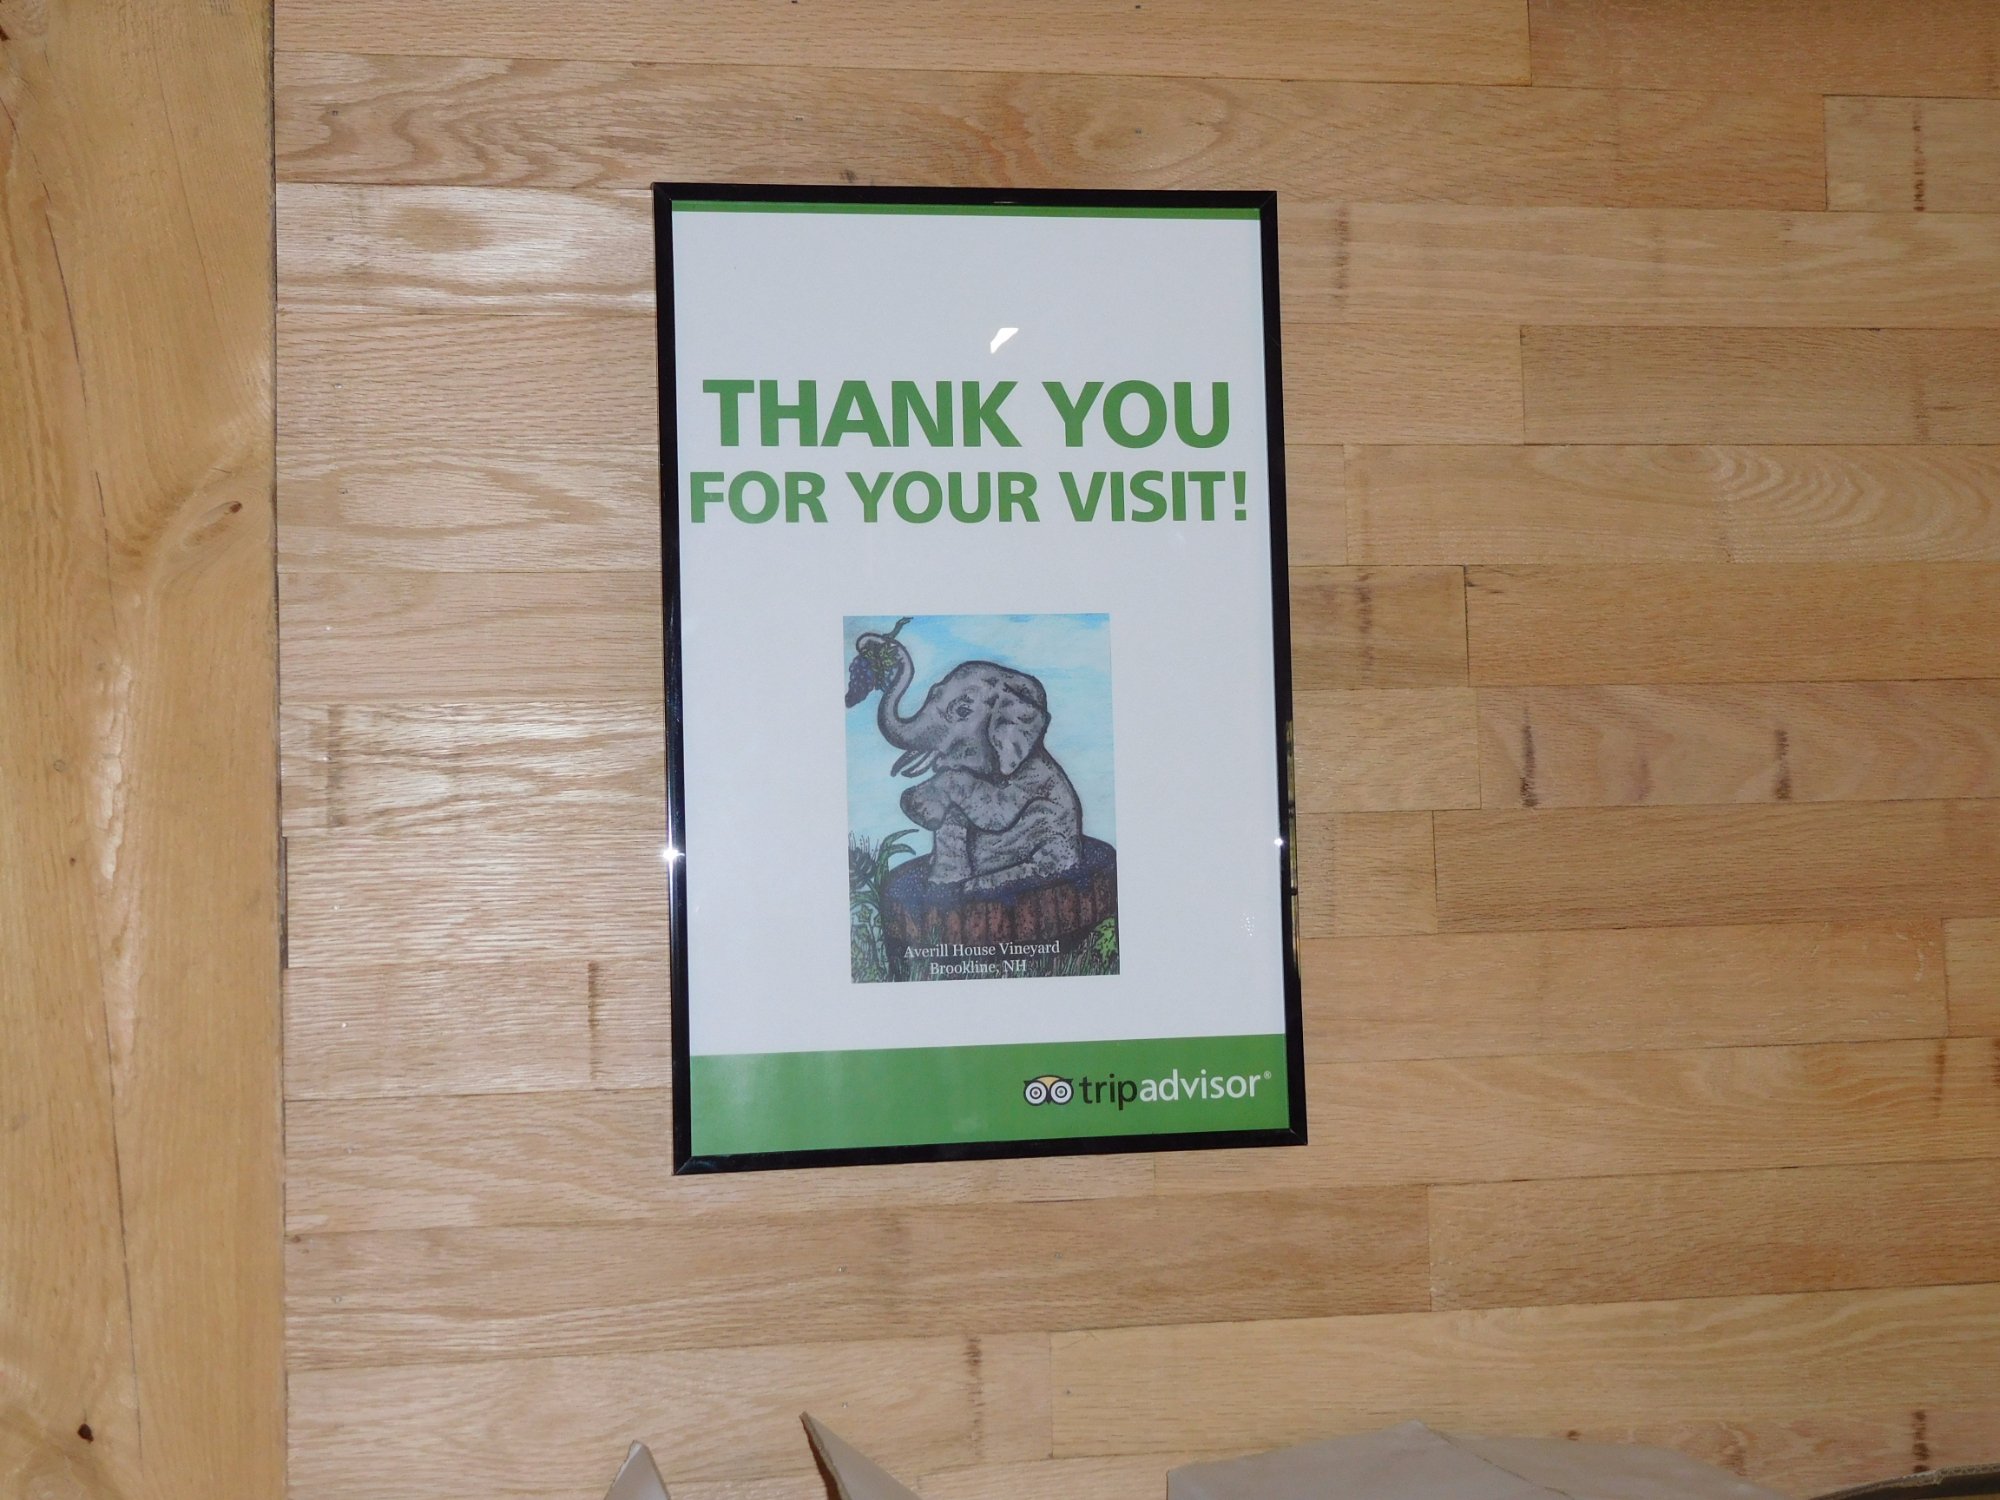 THANK YOU
FOR YOUR VISIT!
Averill House Vineyard
Brookline, NH
tripadvisor®